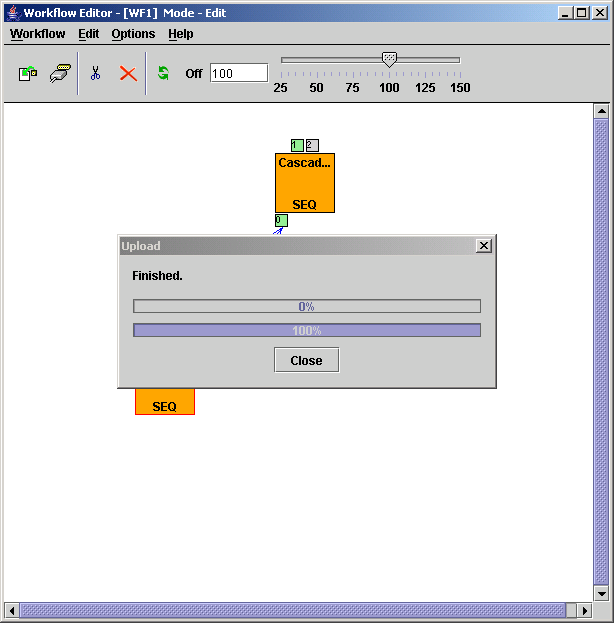 Workflow Editor - [WF1] Mode - Edit
Workflow Edit Options Help
Off 100
25 50 75 100 125 150
1 2
Cascad...
SEQ
0
Upload
Finished.
0%
100%
Close
SEQ